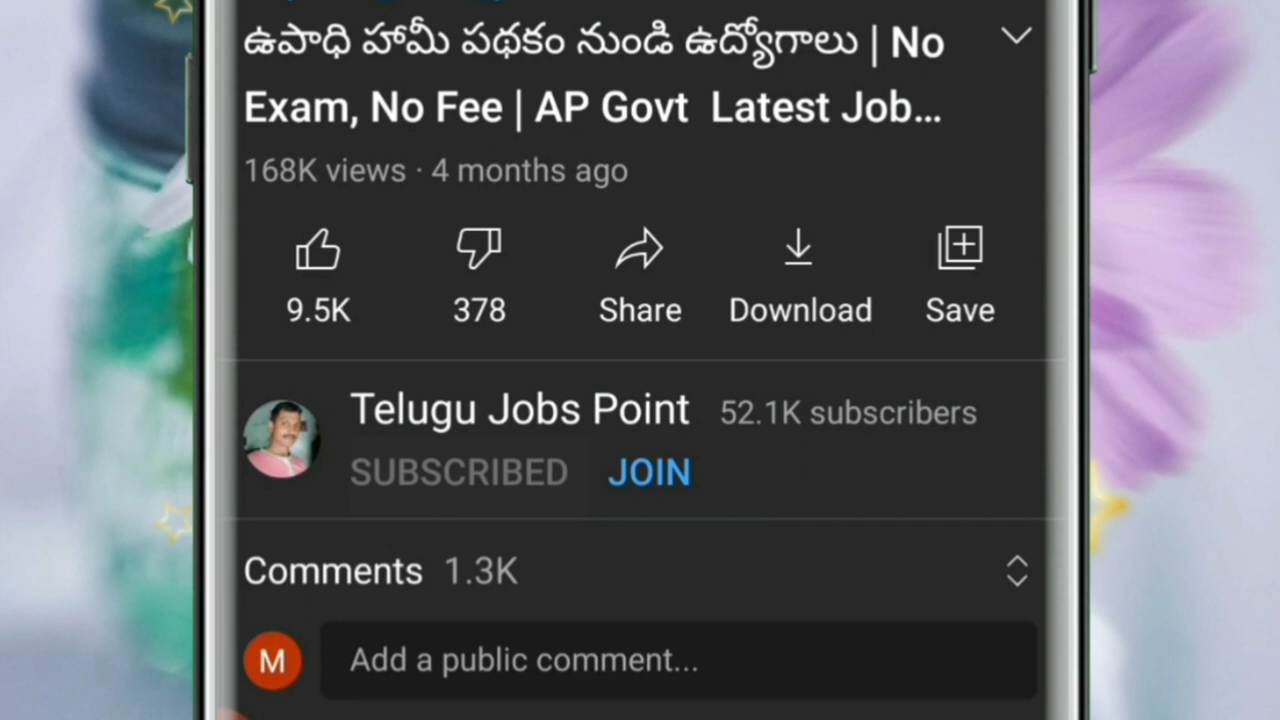 ఉపాధి హామీ పథకం నుండి ఉద్యోగాలు | No
Exam, No Fee | AP Govt Latest Job...
168K views · 4 months ago
9.5K 378 Share Download Save
Telugu Jobs Point 52.1K subscribers
SUBSCRIBED JOIN
Comments 1.3K
M Add a public comment...